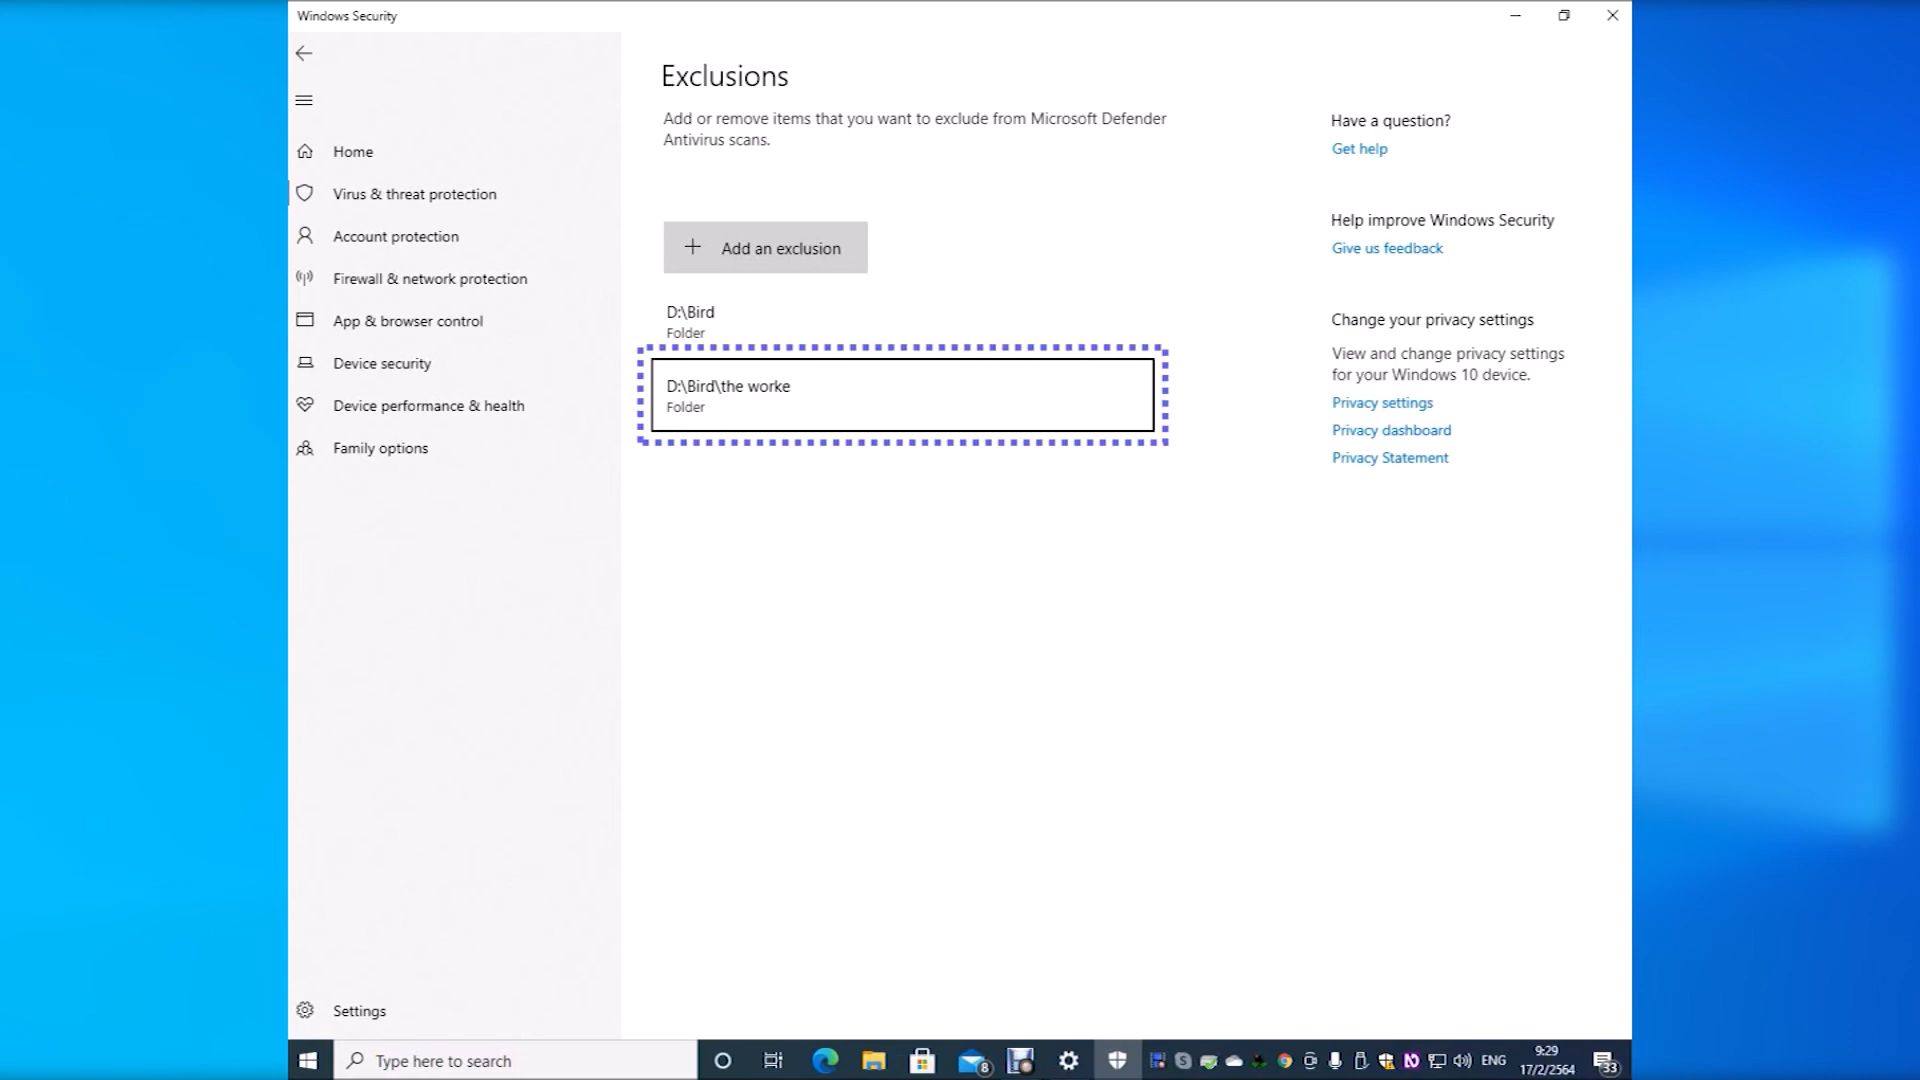 Windows Security
Home
Virus & threat protection
Account protection
Firewall & network protection
App & browser control
Device security
Device performance & health
Family options
Settings
Exclusions
Add or remove items that you want to exclude from Microsoft Defender
Antivirus scans.
Add an exclusion
D:\Bird
Folder
D:\Bird\the worke
Folder
Have a question?
Get help
Help improve Windows Security
Give us feedback
Change your privacy settings
View and change privacy settings
for your Windows 10 device.
Privacy settings
Privacy dashboard
Privacy Statement
Type here to search
8
ENG
9:29
17/2/2564
33